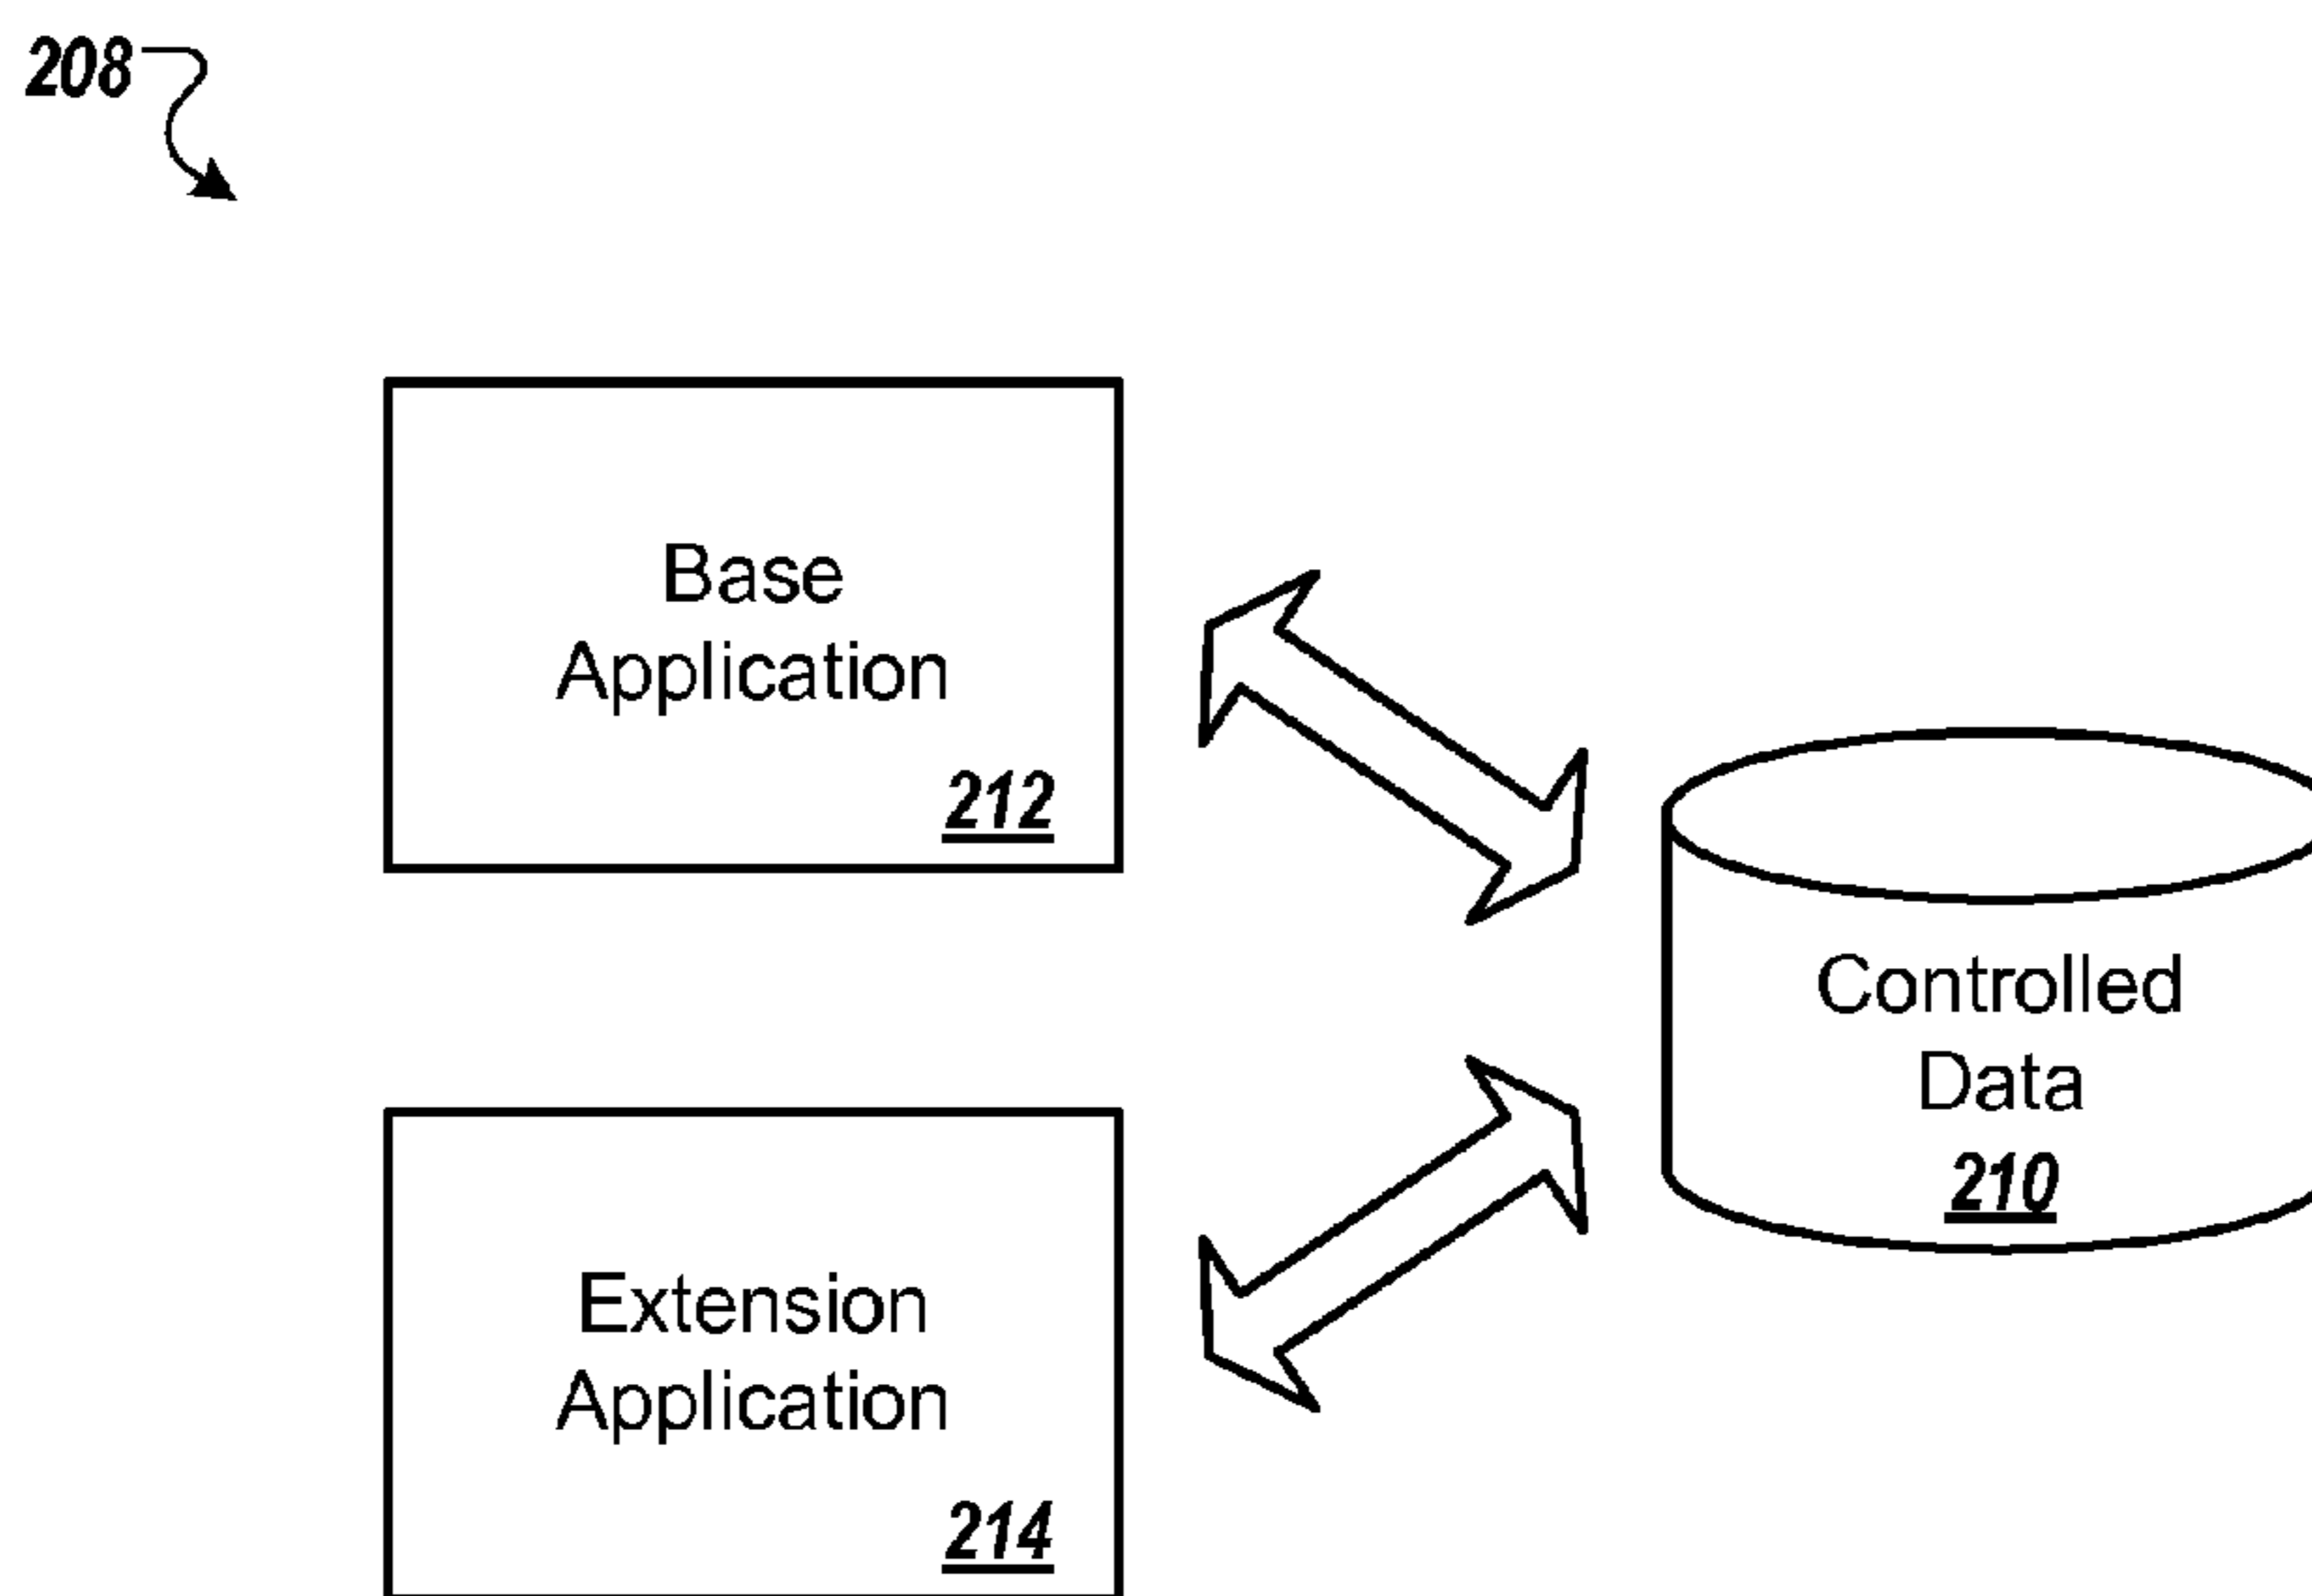 208
Base
Application
212
Controlled
Data
210
Extension
Application
214